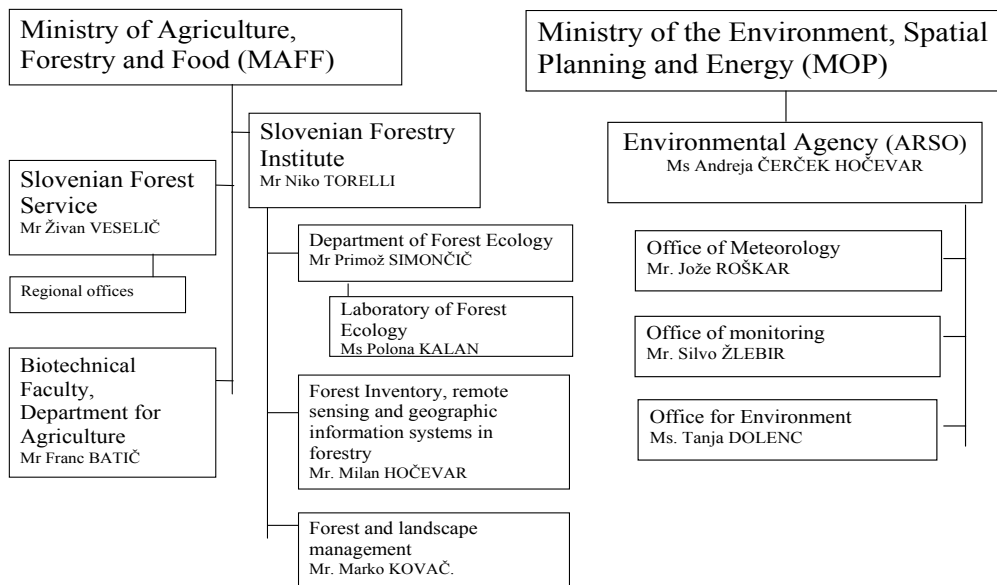 Ministry of Agriculture,
Forestry and Food (MAFF)
Slovenian Forestry
Institute
Mr Niko TORELLI
Slovenian Forest
Service
Mr Živan VESELIČ
Regional offices
Department of Forest Ecology
Mr Primož SIMONČIČ
Laboratory of Forest
Ecology
Ms Polona KALAN
Biotechnical
Faculty,
Department for
Agriculture
Mr Franc BATIČ
Forest Inventory, remote
sensing and geographic
information systems in
forestry
Mr. Milan HOČEVAR
Forest and landscape
management
Mr. Marko KOVAČ.
Ministry of the Environment, Spatial
Planning and Energy (MOP)
Environmental Agency (ARSO)
Ms Andreja ČERČEK HOČEVAR
Office of Meteorology
Mr. Jože ROŠKAR
Office of monitoring
Mr. Silvo ŽLEBIR
Office for Environment
Ms. Tanja DOLENC